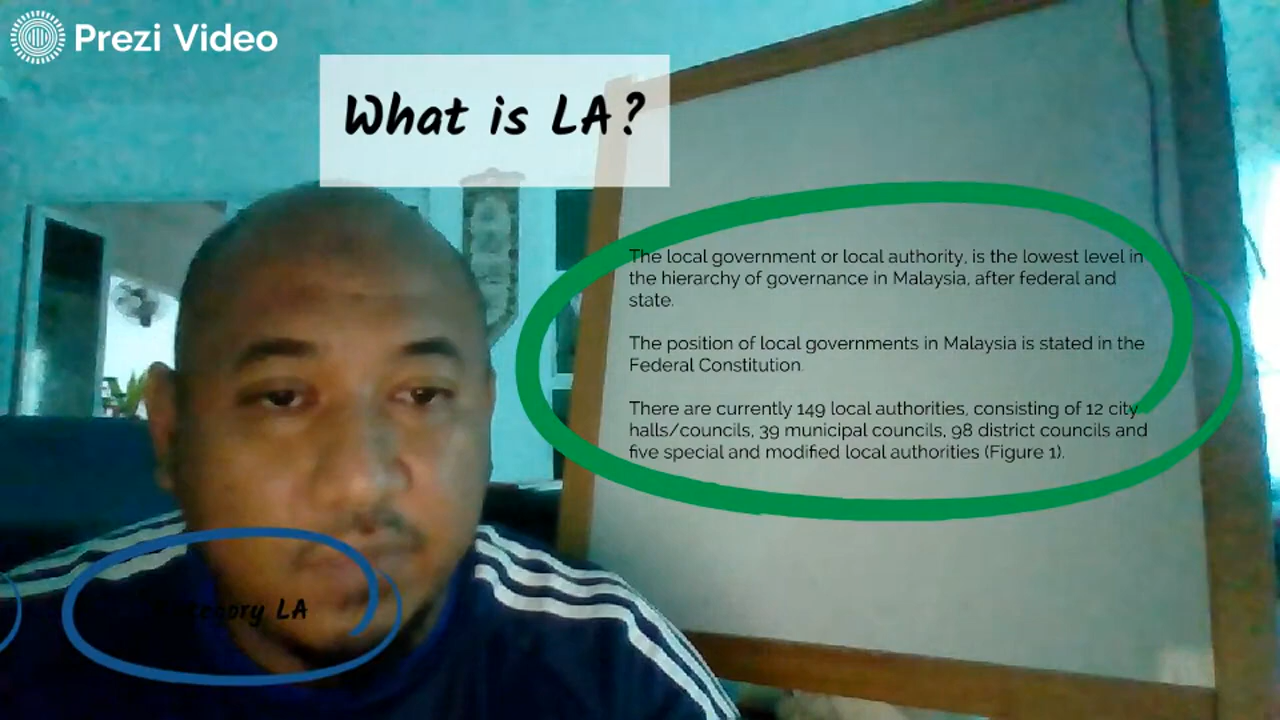 Prezi Video
What is LA?
The local government or local authority, is the lowest level in
the hierarchy of governance in Malaysia, after federal and
state.
The position of local governments in Malaysia is stated in the
Federal Constitution.
There are currently 149 local authorities, consisting of 12 city
halls/councils, 39 municipal councils, 98 district councils and
five special and modified local authorities (Figure 1).
LA